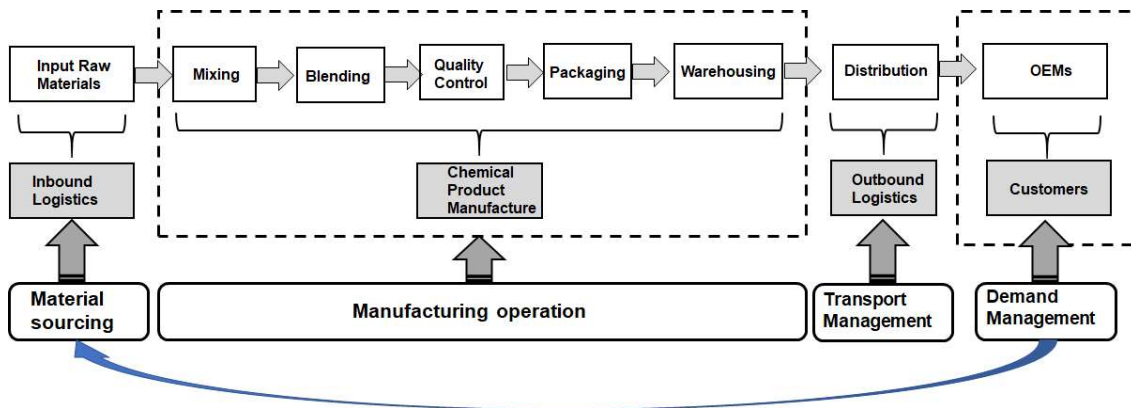 Input Raw
Materials
Mixing
Blending
Quality
Control
Packaging
Warehousing
Distribution
OEMs
Inbound
Logistics
Chemical
Product
Manufacture
Outbound
Logistics
Customers
Material
sourcing
Manufacturing operation
Transport
Management
Demand
Management